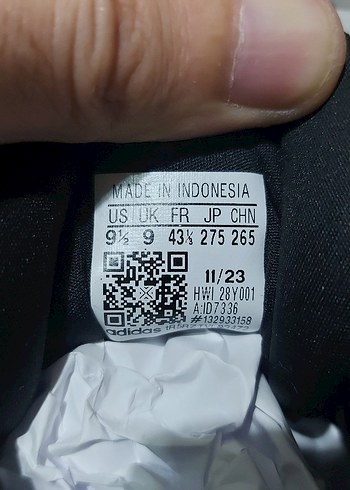 MADE IN INDONESIA
US UK FR JP CHN
9½ 9 43⅓ 275 265
11/23
HWI 28Y001
A:ID7336
#132933158
adidas